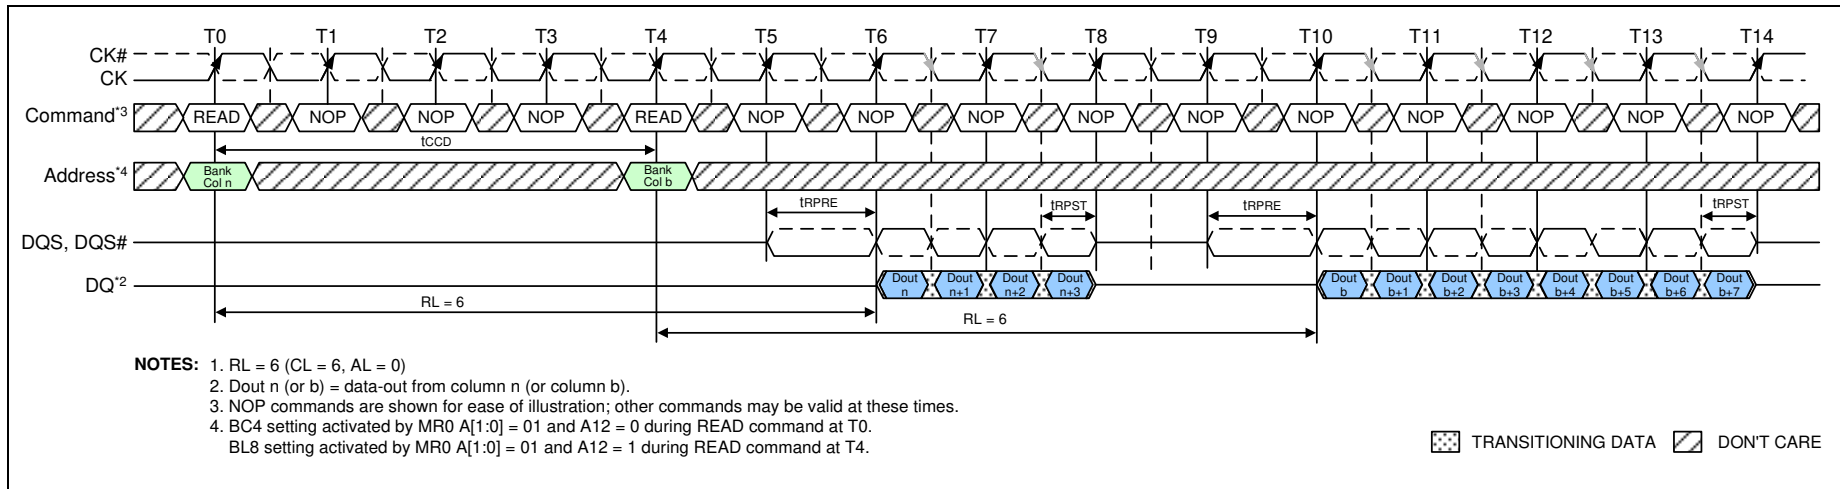 T0 T1 T2 T3 T4 T5 T6 T7 T8 T9 T10 T11 T12 T13 T14
CK#
CK
Command*3 READ NOP NOP NOP READ NOP NOP NOP NOP NOP NOP NOP NOP NOP NOP
tCCD
Address*4 Bank Col n Bank Col b
tRPRE tRPST tRPRE tRPST
DQS, DQS#
DQ*2 Dout n Dout n+1 Dout n+2 Dout n+3 Dout b Dout b+1 Dout b+2 Dout b+3 Dout b+4 Dout b+5 Dout b+6 Dout b+7
RL = 6
RL = 6
NOTES: 1. RL = 6 (CL = 6, AL = 0)
2. Dout n (or b) = data-out from column n (or column b).
3. NOP commands are shown for ease of illustration; other commands may be valid at these times.
4. BC4 setting activated by MR0 A[1:0] = 01 and A12 = 0 during READ command at T0.
BL8 setting activated by MR0 A[1:0] = 01 and A12 = 1 during READ command at T4.
TRANSITIONING DATA DON'T CARE